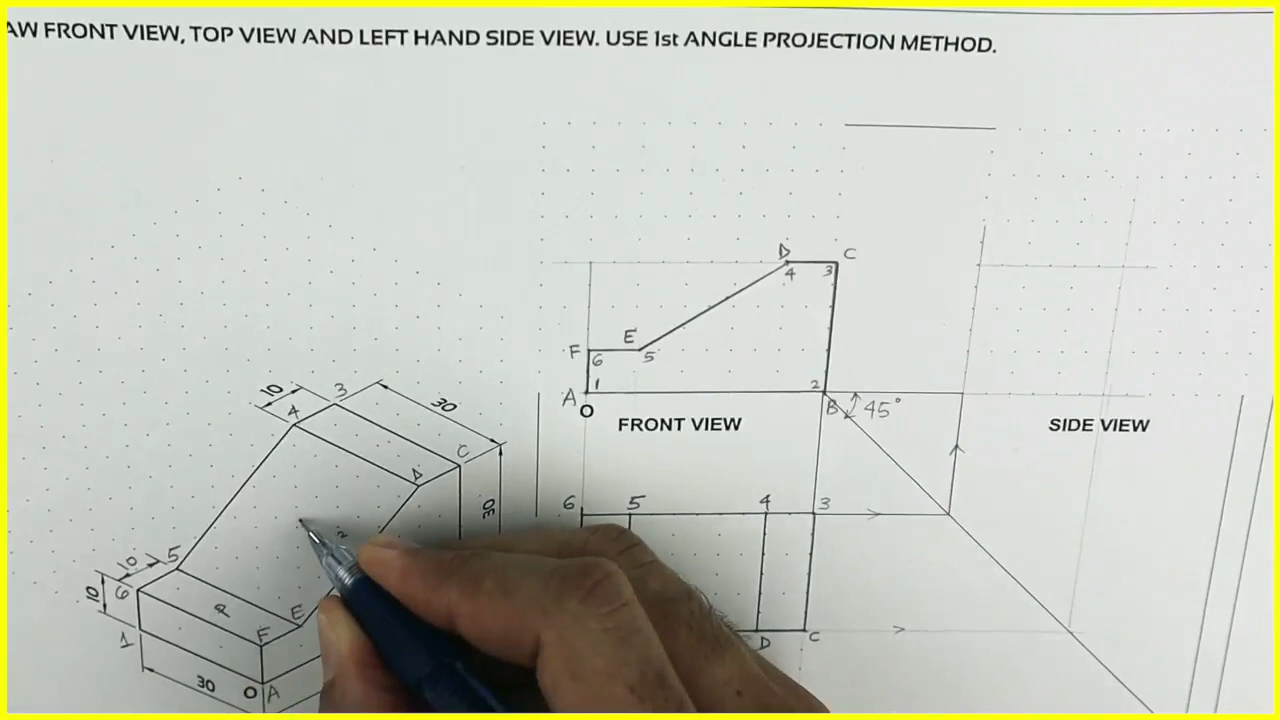 AW FRONT VIEW, TOP VIEW AND LEFT HAND SIDE VIEW. USE 1st ANGLE PROJECTION METHOD.
D C
4 3
E
F 6 5
A 1 2
O B 45°
FRONT VIEW
SIDE VIEW
6 5 4 3
D C
10 3 30
4 C
D
30
10 5
10 6 E
F
1
30 O A